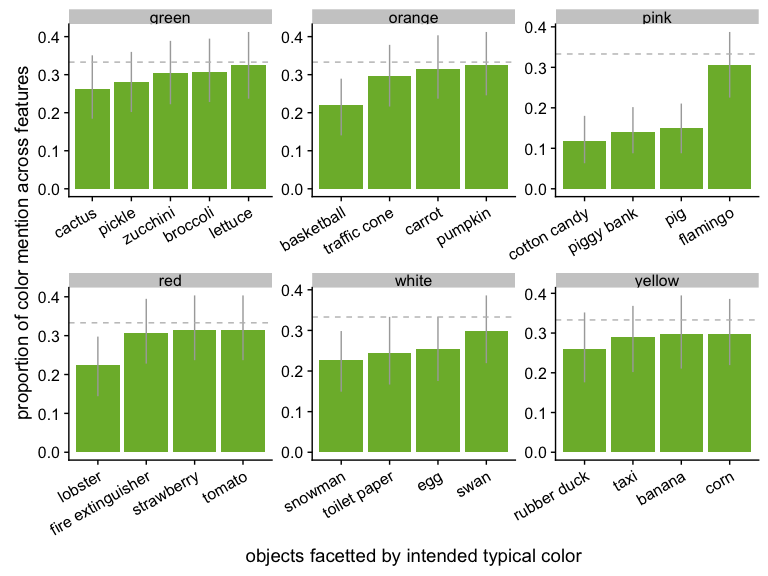 green
orange
pink
0.4
0.3
0.2
0.1
0.0
0.4
0.3
0.2
0.1
0.0
0.4
0.3
0.2
0.1
0.0
cactus
pickle
zucchini
broccoli
lettuce
basketball
traffic cone
carrot
pumpkin
cotton candy
piggy bank
pig
flamingo
proportion of color mention across features
red
white
yellow
0.4
0.3
0.2
0.1
0.0
0.4
0.3
0.2
0.1
0.0
0.4
0.3
0.2
0.1
0.0
lobster
fire extinguisher
strawberry
tomato
snowman
toilet paper
egg
swan
rubber duck
taxi
banana
corn
objects facetted by intended typical color